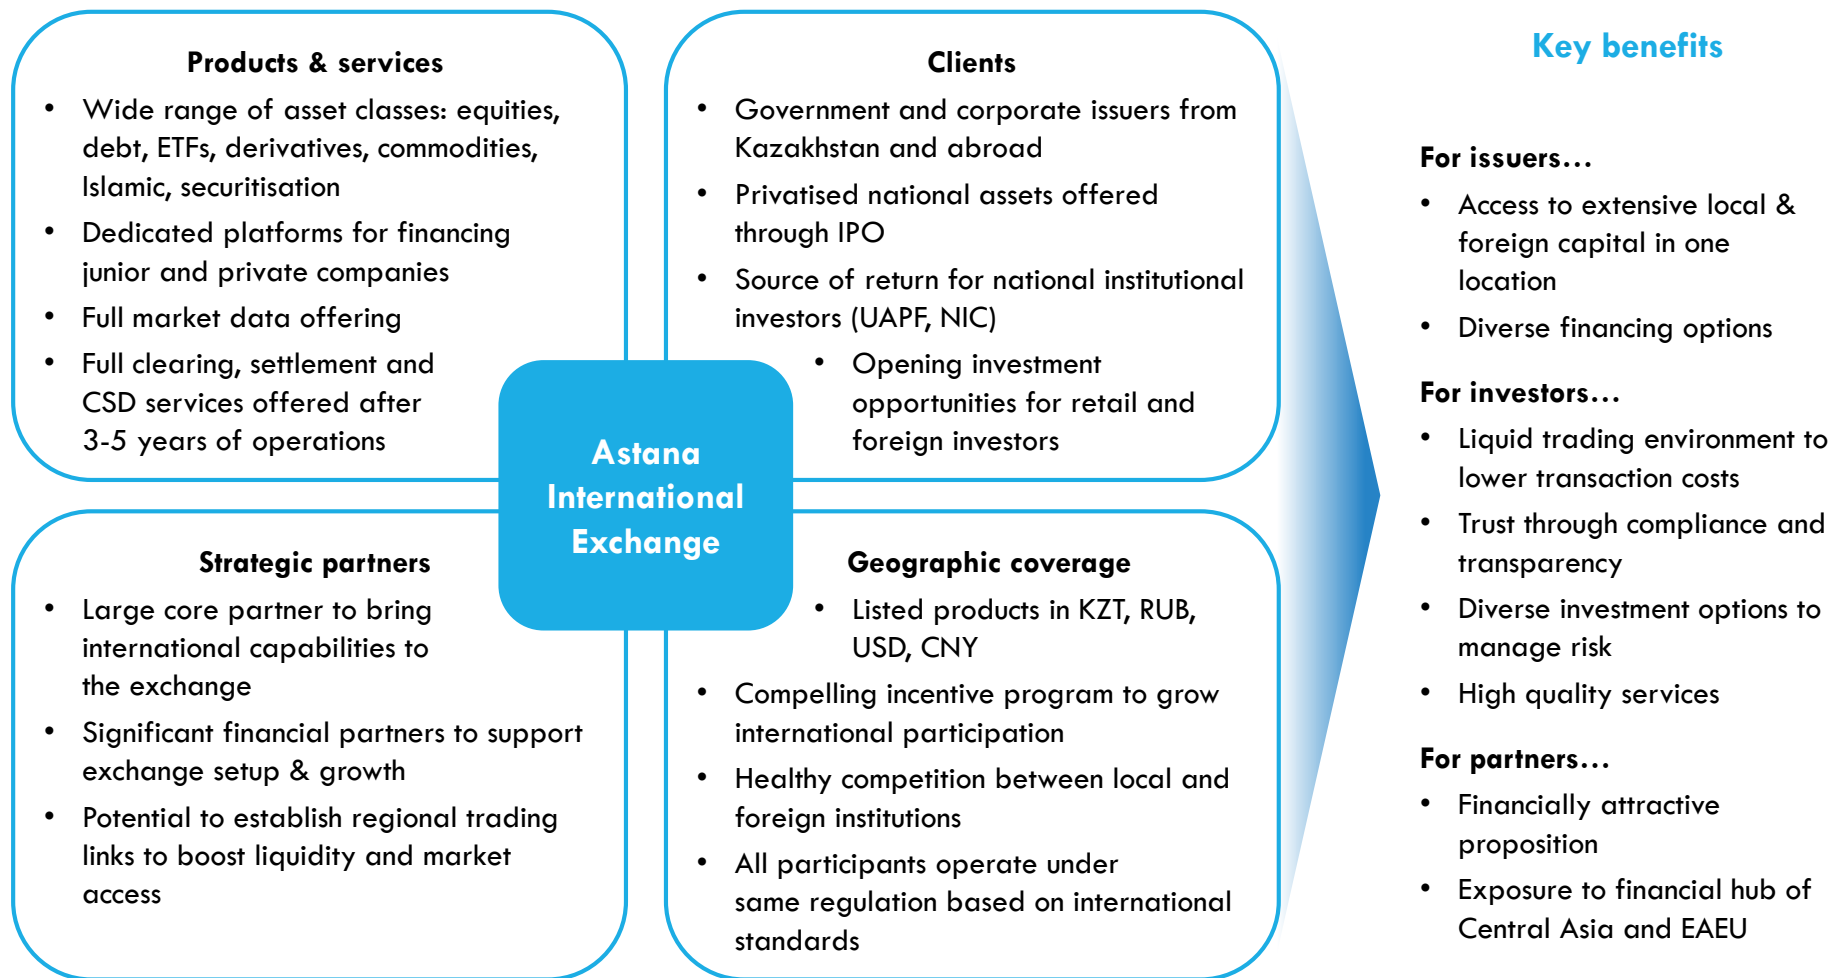 Products & services
• Wide range of asset classes: equities,
debt, ETFs, derivatives, commodities,
Islamic, securitisation
• Dedicated platforms for financing
junior and private companies
• Full market data offering
• Full clearing, settlement and
CSD services offered after
3-5 years of operations
Clients
• Government and corporate issuers from
Kazakhstan and abroad
• Privatised national assets offered
through IPO
• Source of return for national institutional
investors (UAPF, NIC)
• Opening investment
opportunities for retail and
foreign investors
Astana
International
Exchange
Strategic partners
• Large core partner to bring
international capabilities to
the exchange
• Significant financial partners to support
exchange setup & growth
• Potential to establish regional trading
links to boost liquidity and market
access
Geographic coverage
• Listed products in KZT, RUB,
USD, CNY
• Compelling incentive program to grow
international participation
• Healthy competition between local and
foreign institutions
• All participants operate under
same regulation based on international
standards
Key benefits
For issuers…
• Access to extensive local &
foreign capital in one
location
• Diverse financing options
For investors…
• Liquid trading environment to
lower transaction costs
• Trust through compliance and
transparency
• Diverse investment options to
manage risk
• High quality services
For partners…
• Financially attractive
proposition
• Exposure to financial hub of
Central Asia and EAEU